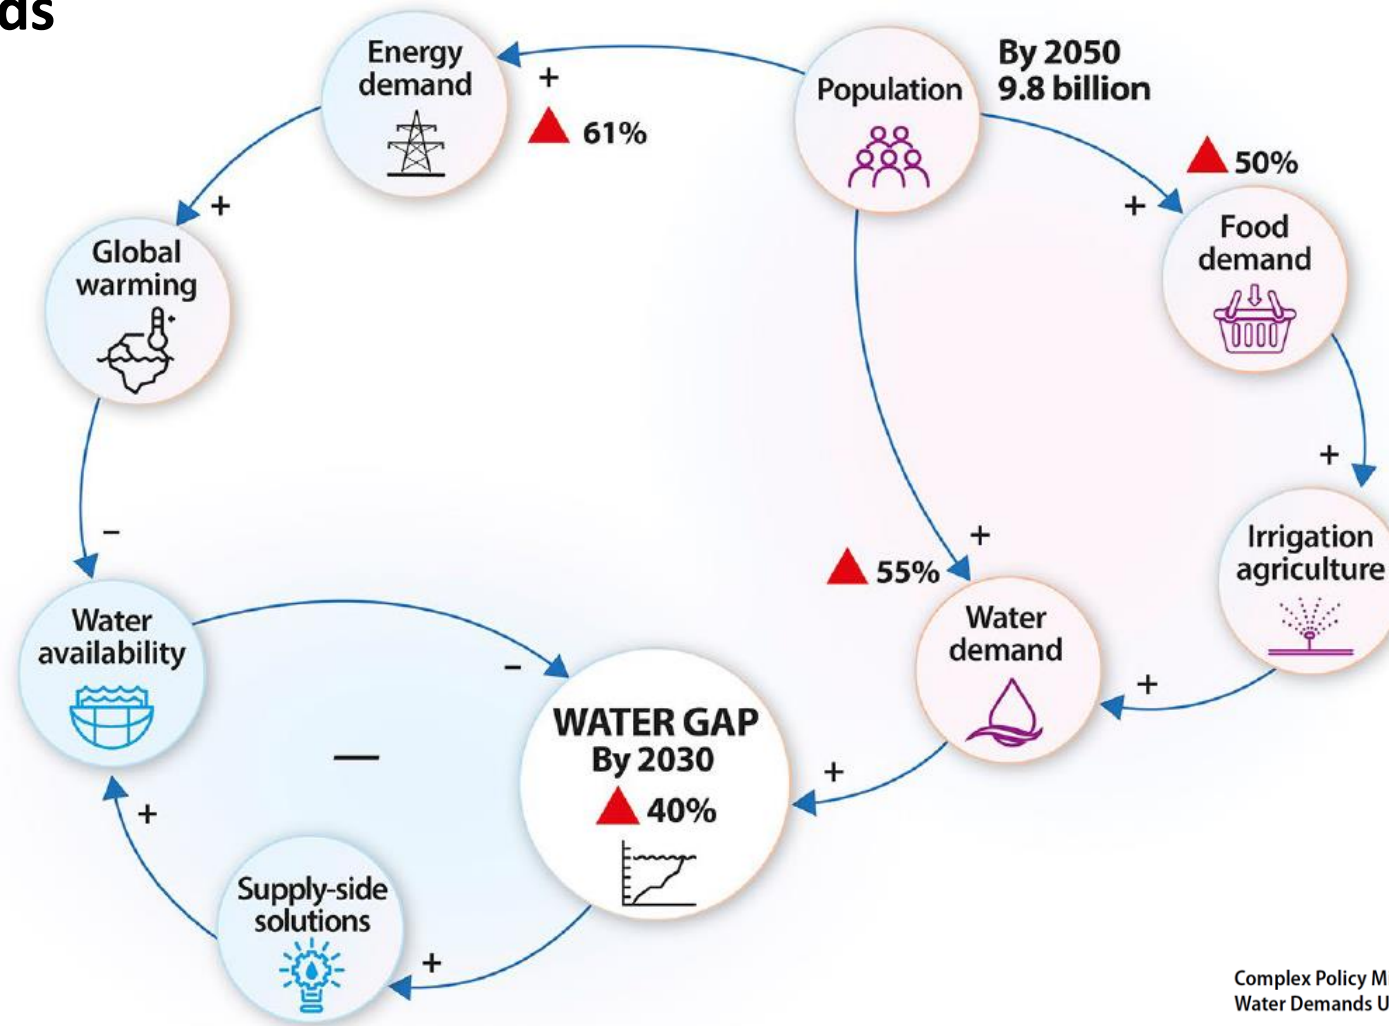 ds
Energy
demand
+
61%
Population
By 2050
9.8 billion
50%
+
Food
demand
+
Global
warming
+
Irrigation
agriculture
+
55%
Water
demand
+
−
Water
availability
−
WATER GAP
By 2030
40%
+
—
+
Supply-side
solutions
+
Complex Policy M
Water Demands U